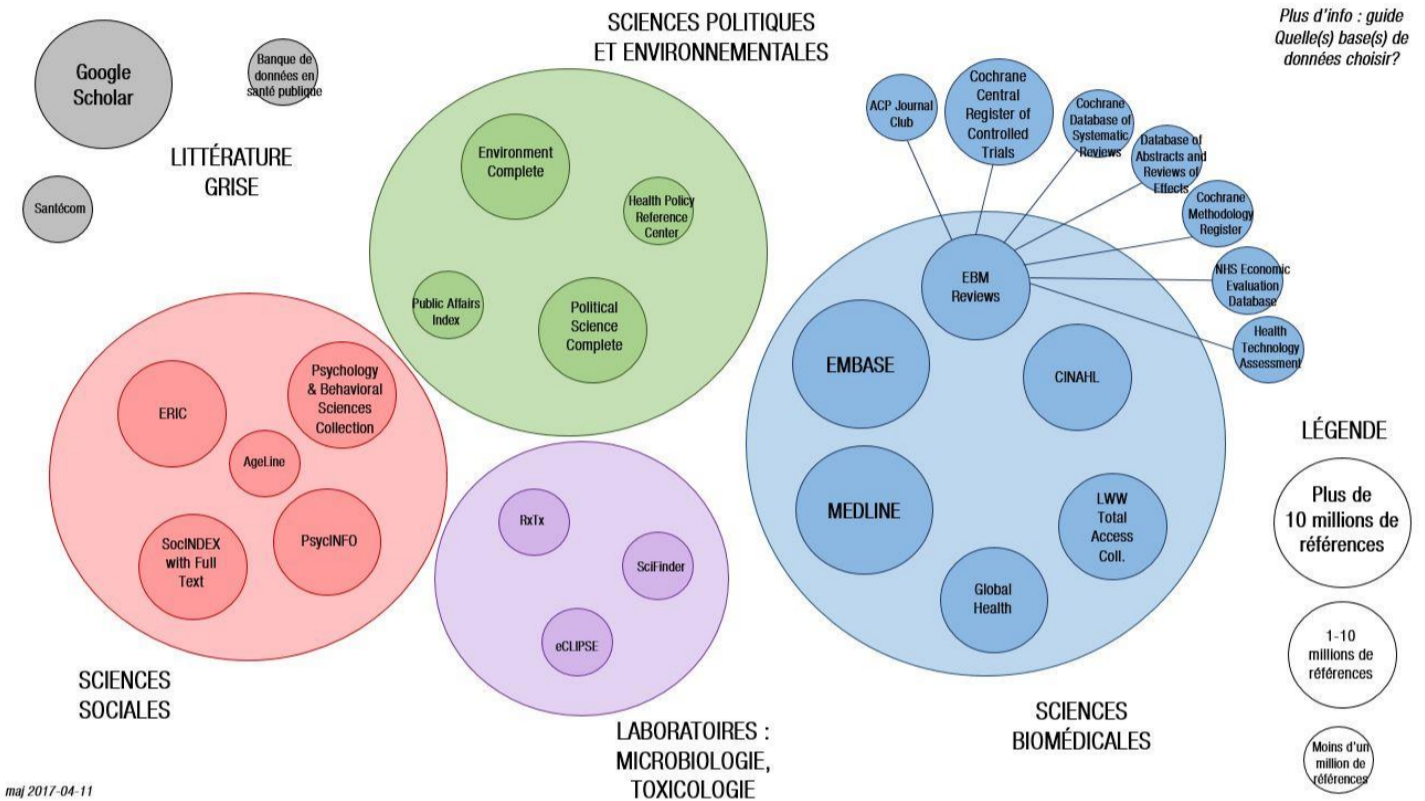 SCIENCES POLITIQUES
ET ENVIRONNEMENTALES
Plus d'info : guide
Quelle(s) base(s) de
données choisir?
Google
Scholar
Banque de
données en
santé publique
LITTÉRATURE
GRISE
Santécom
Environment
Complete
Health Policy
Reference
Center
Public Affairs
Index
Political
Science
Complete
ACP Journal
Club
Cochrane
Central
Register of
Controlled
Trials
Cochrane
Database of
Systematic
Reviews
Database of
Abstracts and
Reviews of
Effects
Cochrane
Methodology
Register
NHS Economic
Evaluation
Database
Health
Technology
Assessment
EBM
Reviews
EMBASE
CINAHL
MEDLINE
LWW
Total
Access
Coll.
Global
Health
SCIENCES
BIOMÉDICALES
ERIC
Psychology
& Behavioral
Sciences
Collection
AgeLine
SocINDEX
with Full
Text
PsycINFO
SCIENCES
SOCIALES
RxTx
SciFinder
eCLIPSE
LABORATOIRES :
MICROBIOLOGIE,
TOXICOLOGIE
LÉGENDE
Plus de
10 millions de
références
1-10
millions de
références
Moins d'un
million de
références
maj 2017-04-11